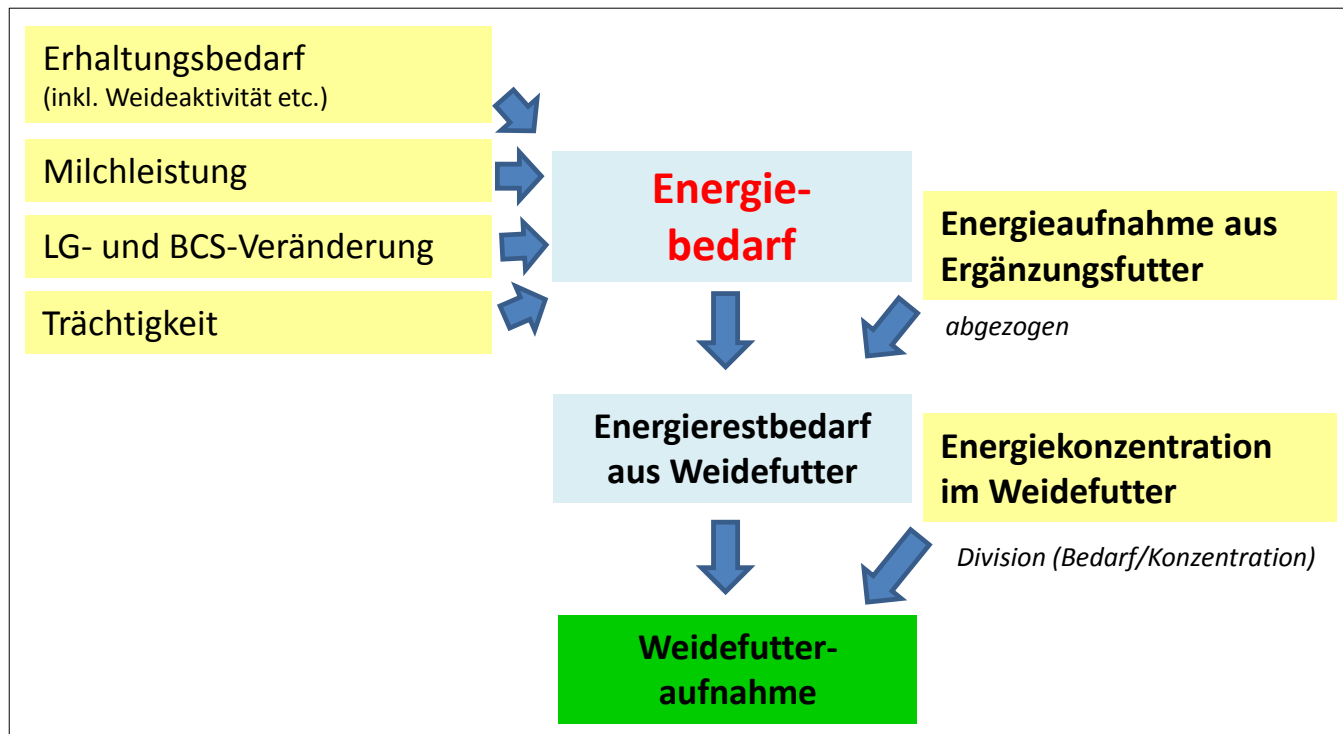 Erhaltungsbedarf
(inkl. Weideaktivität etc.)
Milchleistung
LG- und BCS-Veränderung
Trächtigkeit
Energie-
bedarf
Energieaufnahme aus
Ergänzungsfutter
abgezogen
Energierestbedarf
aus Weidefutter
Energiekonzentration
im Weidefutter
Division (Bedarf/Konzentration)
Weidefutter-
aufnahme